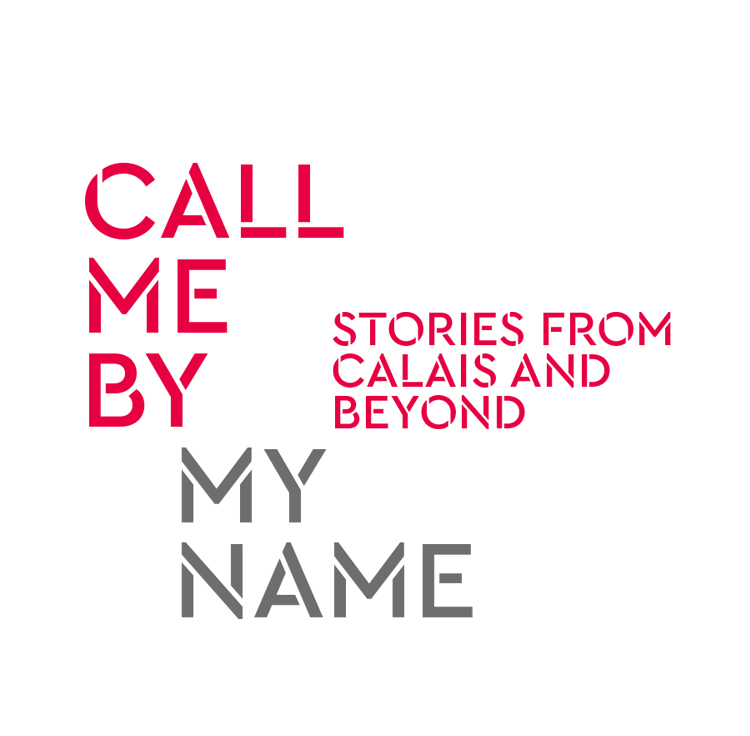 CALL
ME
BY
MY
NAME
STORIES FROM
CALAIS AND
BEYOND